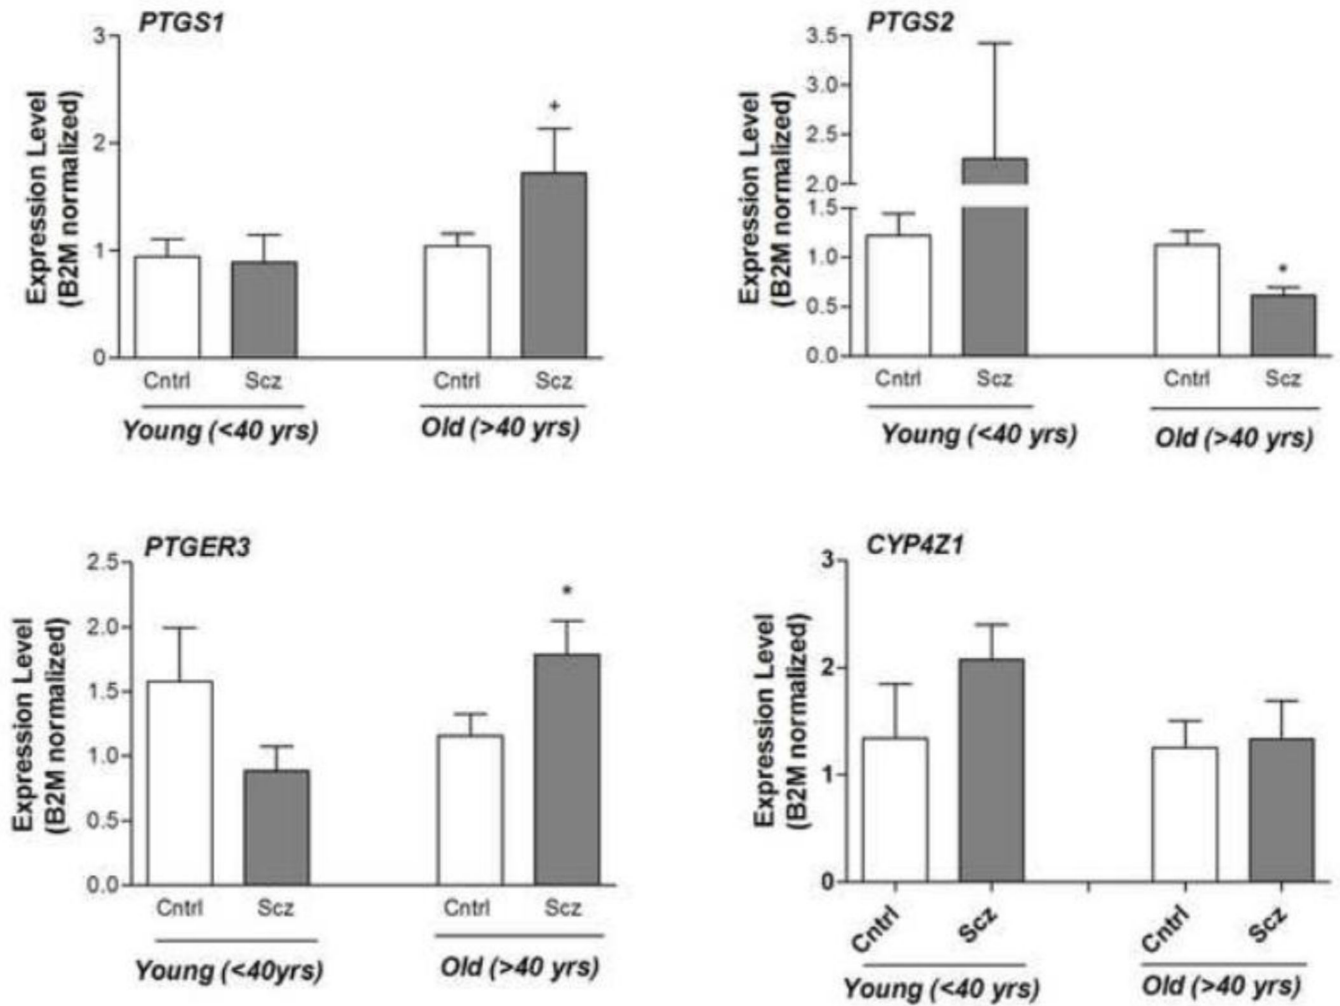 PTGS1
Expression Level
(B2M normalized)
3
2
1
0
+
Cntrl Scz Cntrl Scz
Young (<40 yrs) Old (>40 yrs)
PTGS2
Expression Level
(B2M normalized)
3.5
3.0
2.5
2.0
1.5
1.0
0.5
0.0
*
Cntrl Scz Cntrl Scz
Young (<40 yrs) Old (>40 yrs)
PTGER3
Expression Level
(B2M normalized)
2.5
2.0
1.5
1.0
0.5
0.0
*
Cntrl Scz Cntrl Scz
Young (<40yrs) Old (>40 yrs)
CYP4Z1
Expression Level
(B2M normalized)
3
2
1
0
Cntrl Scz Cntrl Scz
Young (<40 yrs) Old (>40 yrs)